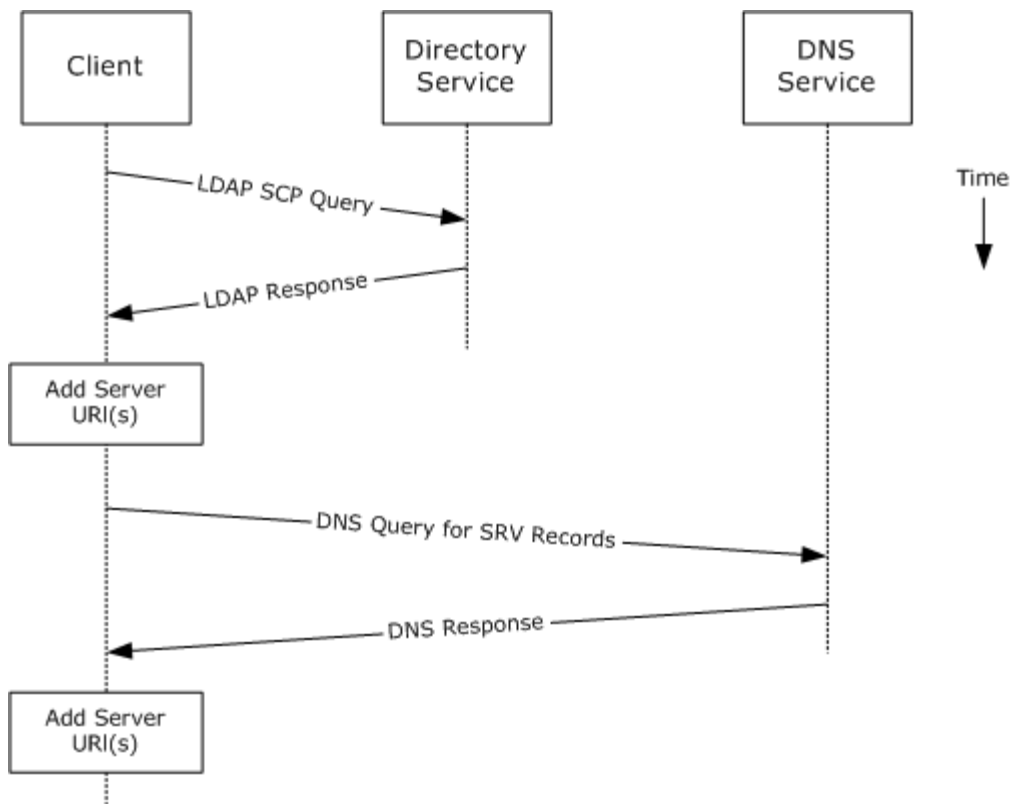 Client
Directory
Service
DNS
Service
Time
LDAP SCP Query
LDAP Response
Add Server
URI(s)
DNS Query for SRV Records
DNS Response
Add Server
URI(s)